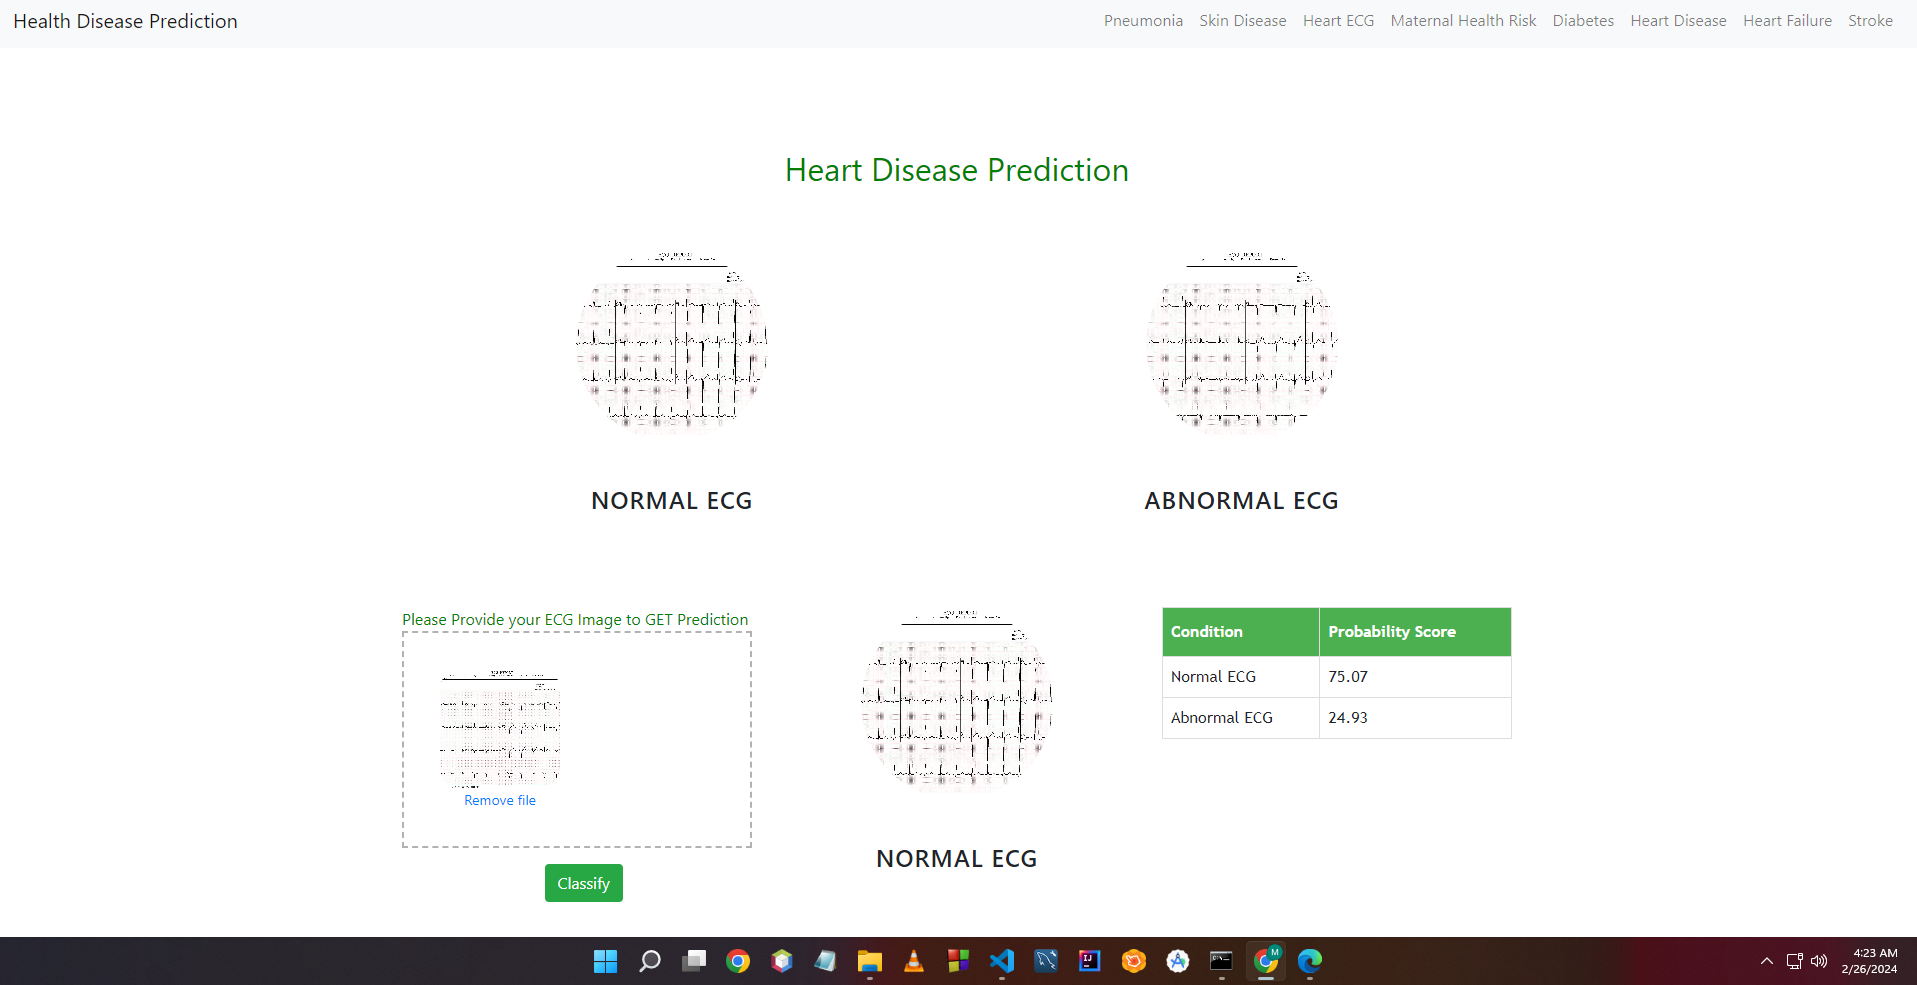 Health Disease Prediction
Pneumonia Skin Disease Heart ECG Maternal Health Risk Diabetes Heart Disease Heart Failure Stroke
Heart Disease Prediction
NORMAL ECG
ABNORMAL ECG
Please Provide your ECG Image to GET Prediction
Remove file
Classify
NORMAL ECG
Condition Probability Score
Normal ECG 75.07
Abnormal ECG 24.93
4:23 AM
2/26/2024